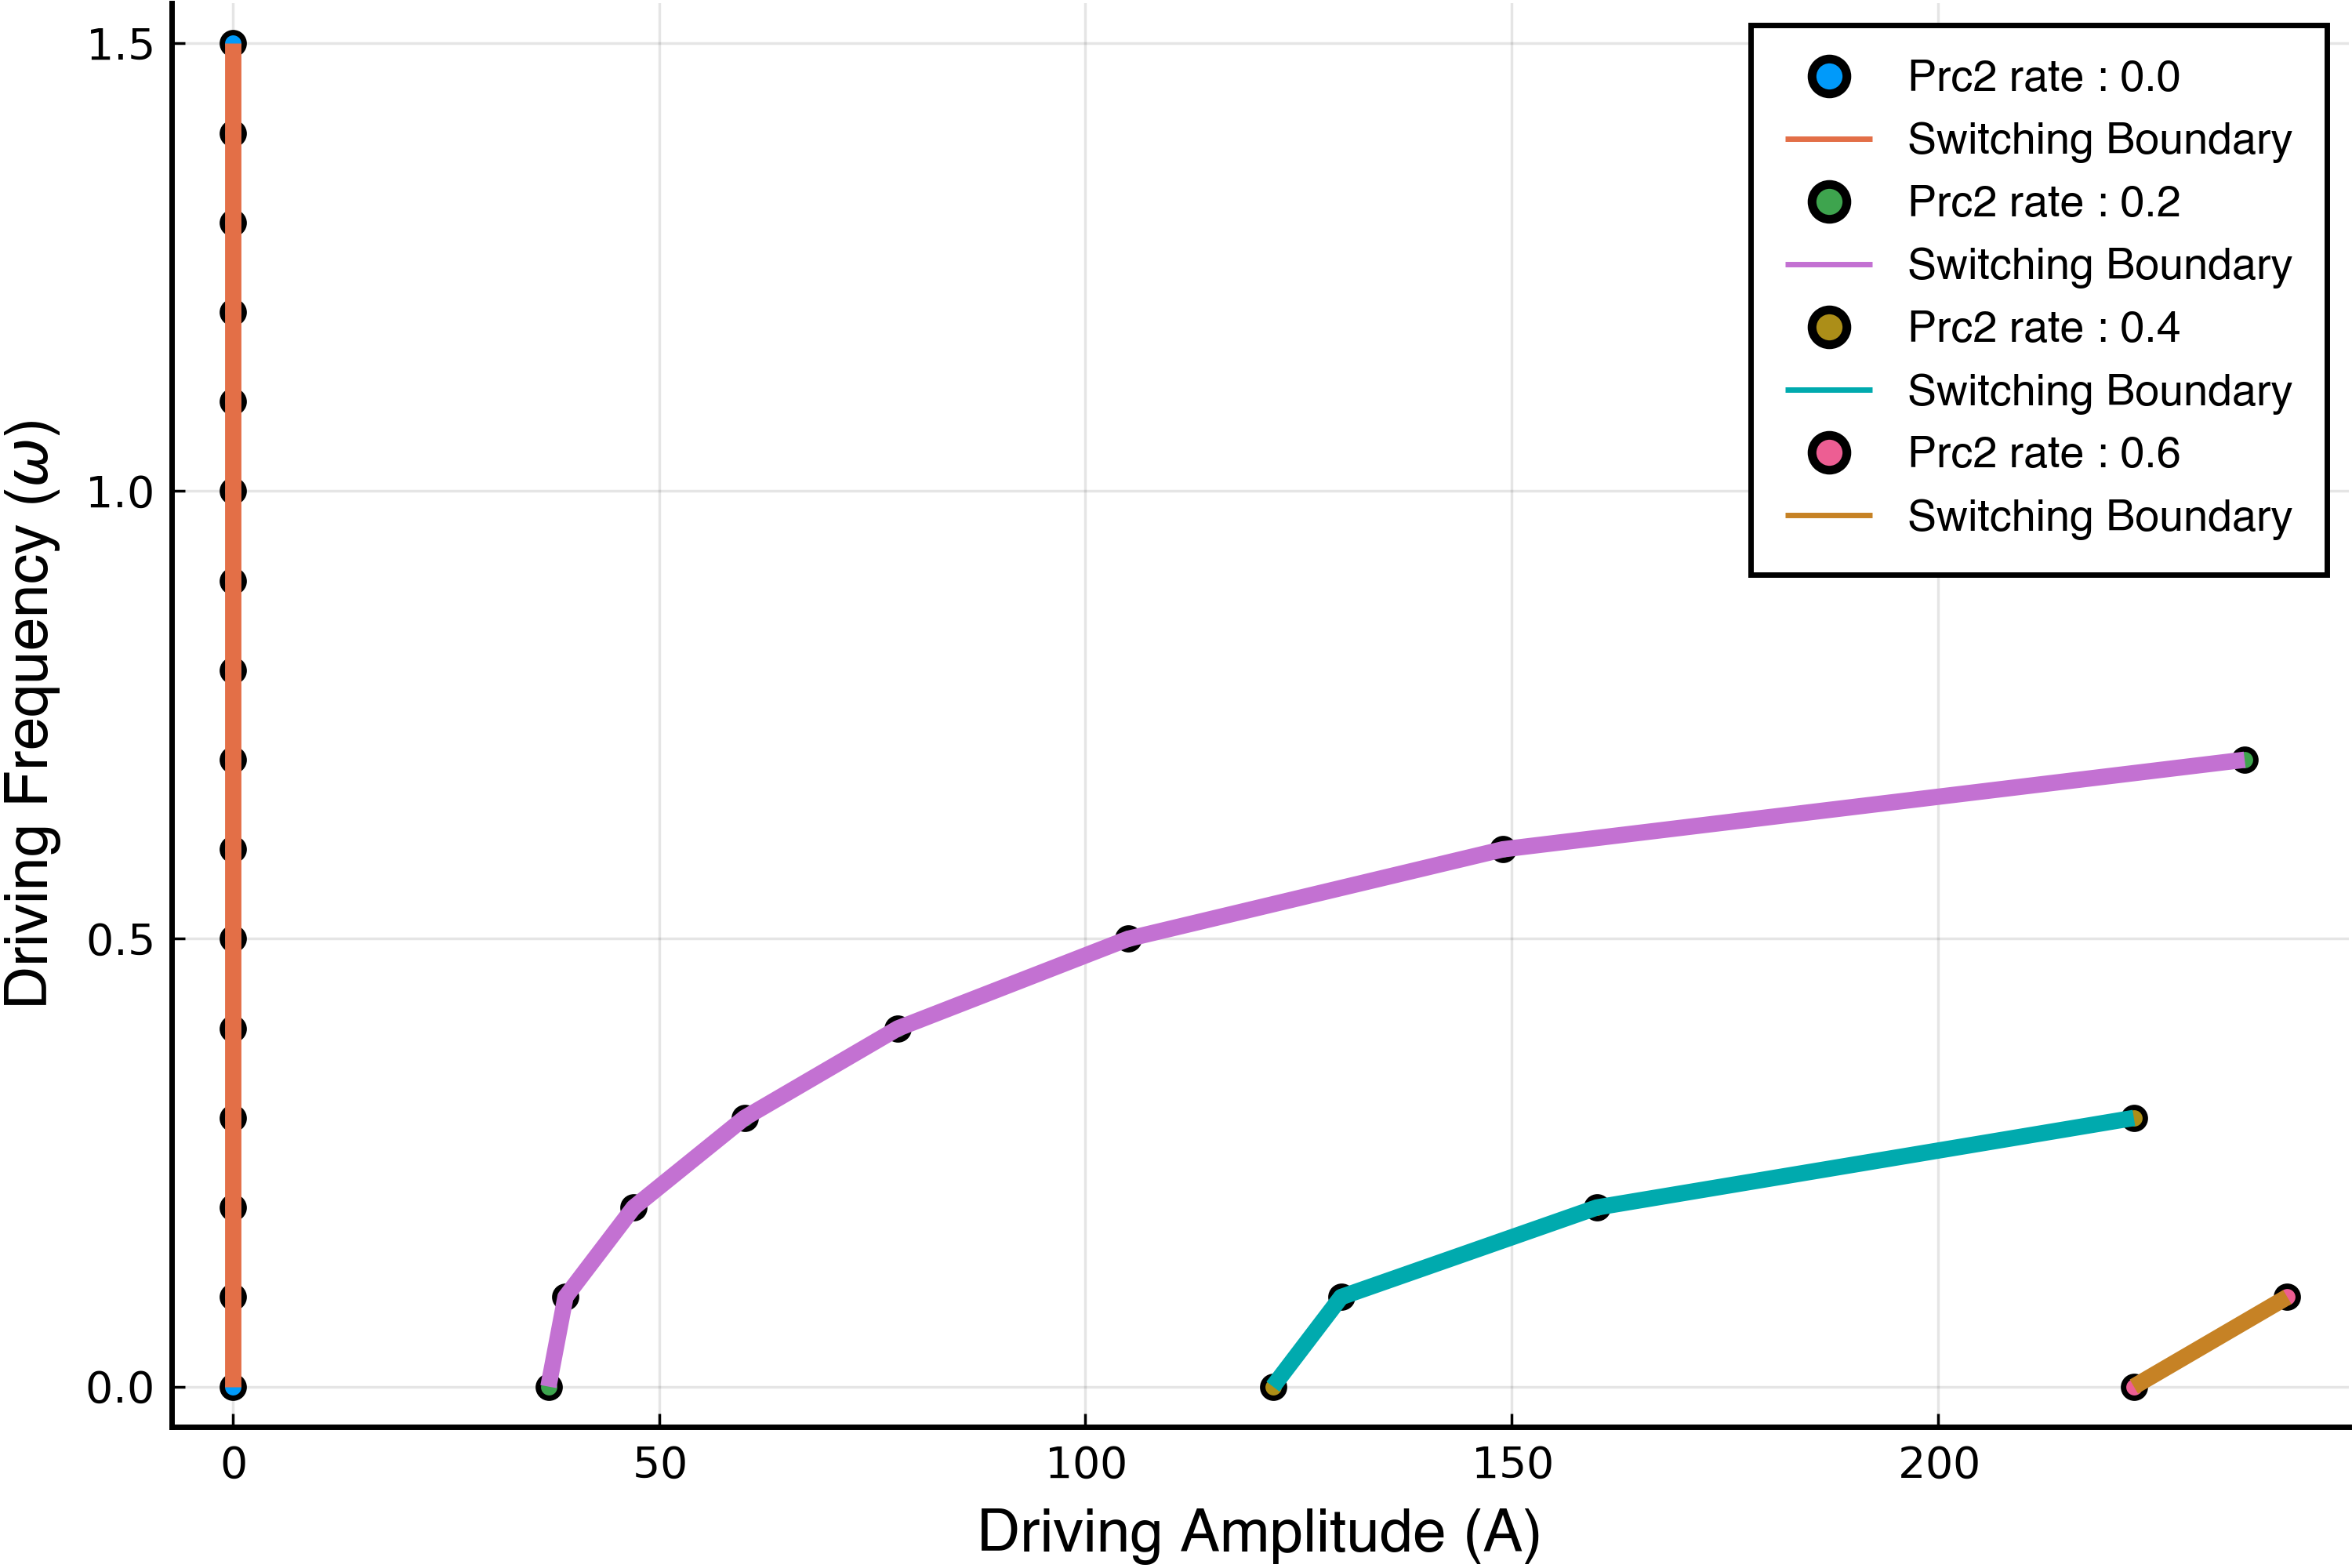 Driving Frequency (ω)
1.5
1.0
0.5
0.0
Prc2 rate : 0.0
Switching Boundary
Prc2 rate : 0.2
Switching Boundary
Prc2 rate : 0.4
Switching Boundary
Prc2 rate : 0.6
Switching Boundary
0 50 100 150 200
Driving Amplitude (A)